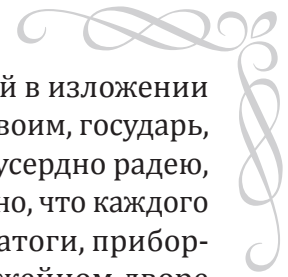 й в изложении
воим, государь,
усердно радею,
но, что каждого
атоги, прибор-